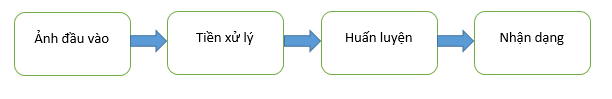 Ảnh đầu vào
Tiền xử lý
Huấn luyện
Nhận dạng